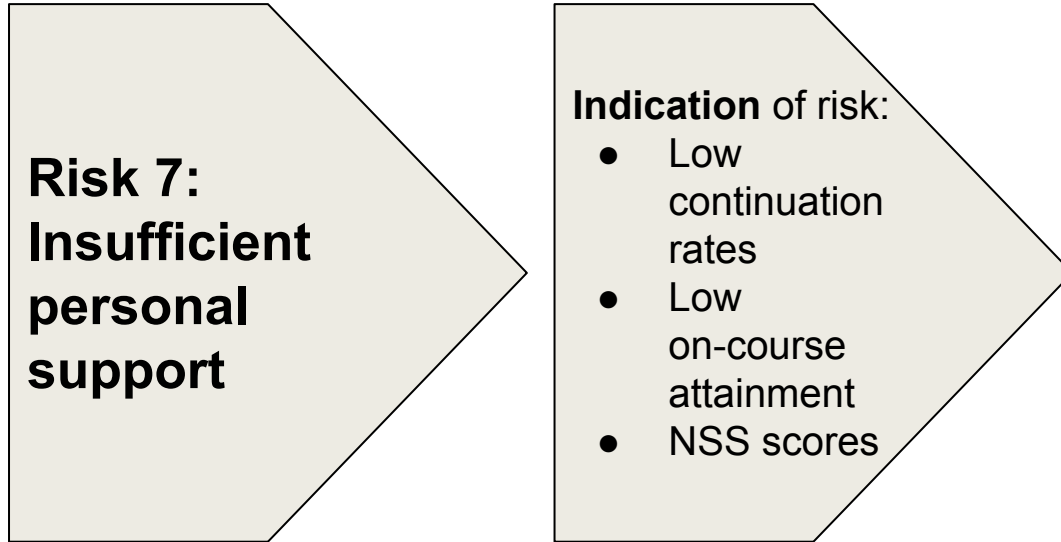 Risk 7:
Insufficient
personal
support
Indication of risk:
● Low
continuation
rates
● Low
on-course
attainment
● NSS scores